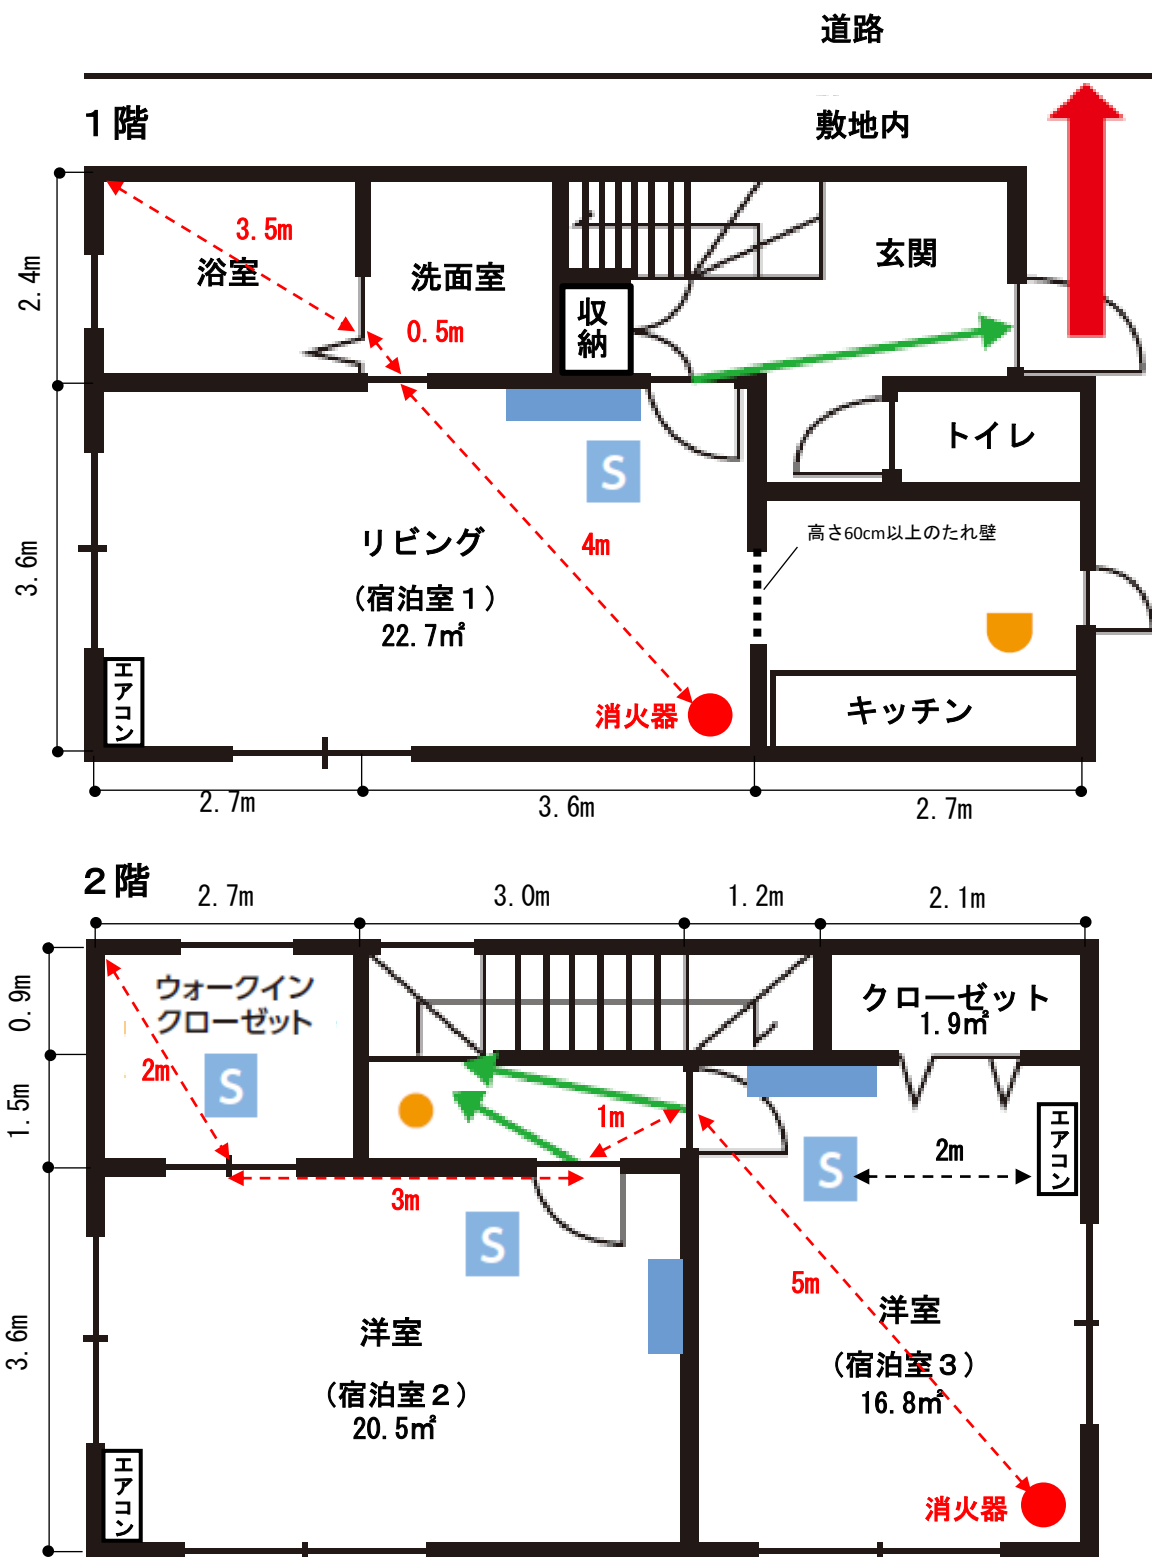 道路
敷地内
１階
3.5m
浴室
洗面室
玄関
2.4m
0.5m
収
納
トイレ
S
リビング
4m
高さ60cm以上のたれ壁
3.6m
（宿泊室１）
22.7㎡
エアコン
消火器
キッチン
2.7m
3.6m
2.7m
２階
2.7m
3.0m
1.2m
2.1m
0.9m
ウォークイン
クローゼット
クローゼット
1.9㎡
2m
S
1.5m
1m
エアコン
S
2m
3m
S
5m
洋室
洋室
3.6m
（宿泊室２）
20.5㎡
（宿泊室３）
16.8㎡
エアコン
消火器